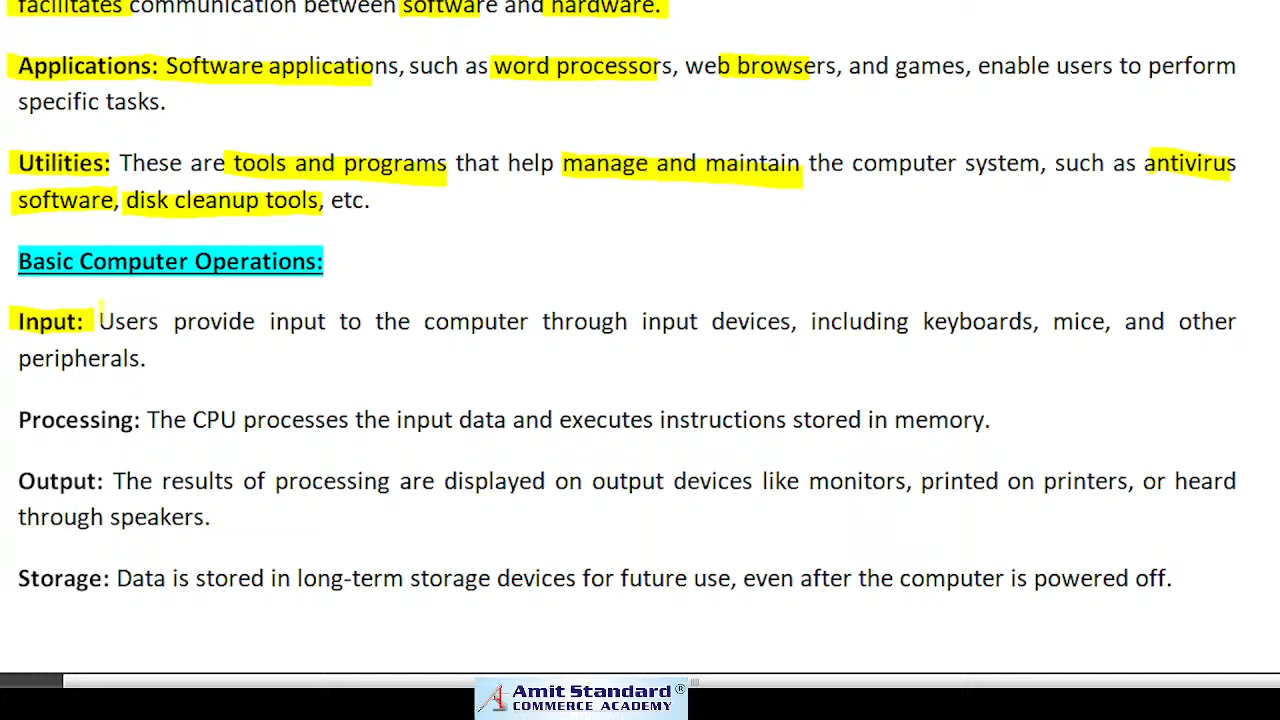 facilitates communication between software and hardware.
Applications: Software applications, such as word processors, web browsers, and games, enable users to perform
specific tasks.
Utilities: These are tools and programs that help manage and maintain the computer system, such as antivirus
software, disk cleanup tools, etc.
Basic Computer Operations:
Input: Users provide input to the computer through input devices, including keyboards, mice, and other
peripherals.
Processing: The CPU processes the input data and executes instructions stored in memory.
Output: The results of processing are displayed on output devices like monitors, printed on printers, or heard
through speakers.
Storage: Data is stored in long-term storage devices for future use, even after the computer is powered off.
Amit Standard®
COMMERCE ACADEMY